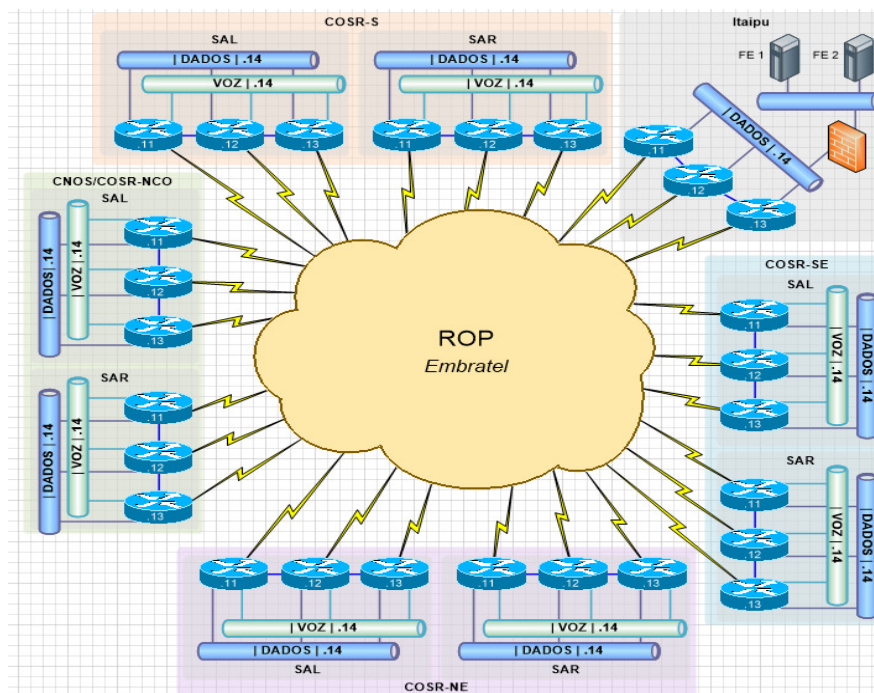 COSR-S
SAL
| DADOS | .14
VOZ | .14
.11
.12
.13
SAR
| DADOS | .14
VOZ | .14
.11
.12
.13
Itaipu
FE 1
FE 2
| DADOS | .14
.11
.12
.13
CNOS/COSR-NCO
SAL
| DADOS | .14
| VOZ | .14
.11
.12
.13
SAR
| DADOS | .14
| VOZ | .14
.11
.12
.13
ROP
Embratel
COSR-SE
SAL
.11
.12
.13
| VOZ | .14
| DADOS | .14
SAR
.11
.12
.13
| VOZ | .14
| DADOS | .14
.11
.12
.13
| VOZ | .14
| DADOS | .14
SAL
.11
.12
.13
| VOZ | .14
| DADOS | .14
SAR
COSR-NE